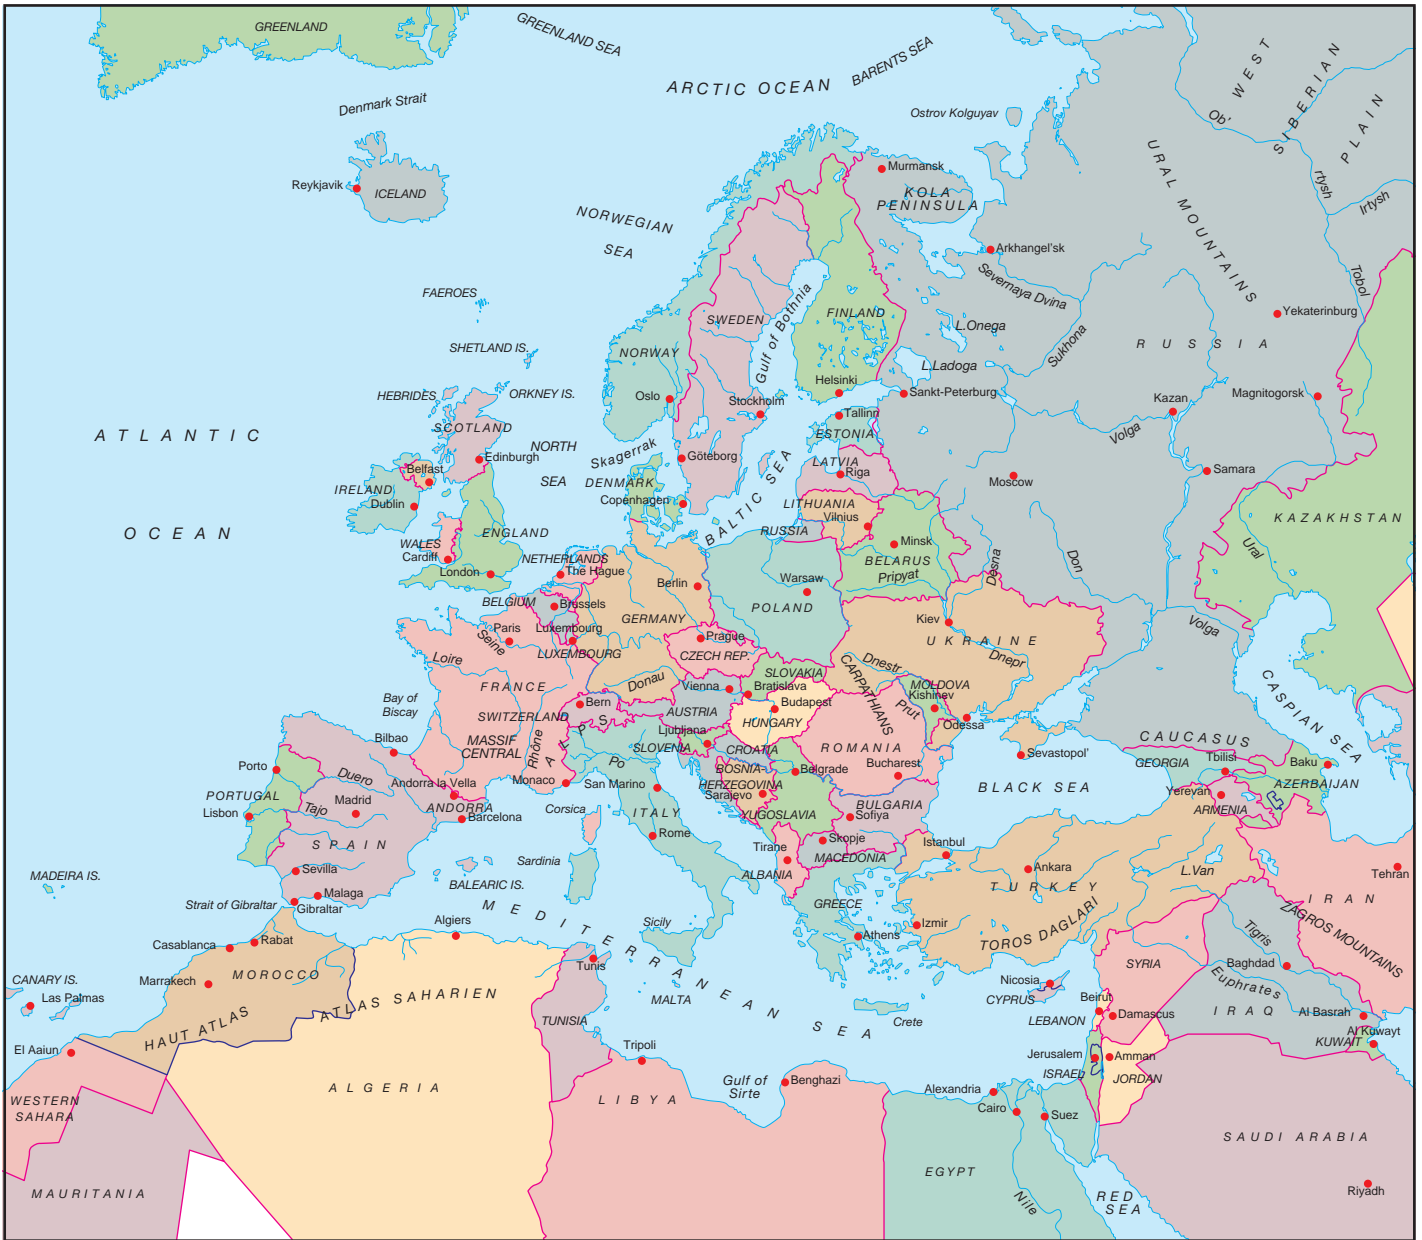 GREENLAND
GREENLAND SEA
ARCTIC OCEAN
BARENTS SEA
Denmark Strait
Ostrov Kolguyav
Ob'
WEST
SIBERIAN
PLAIN
URAL MOUNTAINS
Reykjavik
ICELAND
Murmansk
KOLA
PENINSULA
rtysh
Irtysh
NORWEGIAN
SEA
Arkhangel'sk
Severnaya Dvina
Tobol
FAEROES
Gulf of Bothnia
SWEDEN
FINLAND
L.Onega
Sukhona
Yekaterinburg
RUSSIA
SHETLAND IS.
NORWAY
L.Ladoga
HEBRIDES
ORKNEY IS.
Oslo
Stockholm
Helsinki
Sankt-Peterburg
Kazan
Magnitogorsk
ATLANTIC
OCEAN
SCOTLAND
NORTH
SEA
Skagerrak
Tallinn
ESTONIA
Volga
Edinburgh
Göteborg
BALTIC SEA
LATVIA
Riga
Moscow
Samara
Belfast
IRELAND
Dublin
DENMARK
Copenhagen
LITHUANIA
Vilnius
RUSSIA
KAZAKHSTAN
Ural
ENGLAND
WALES
Cardiff
London
NETHERLANDS
The Hague
Berlin
Warsaw
Minsk
BELARUS
Pripyat
Desna
Don
BELGIUM
Brussels
GERMANY
POLAND
Kiev
UKRAINE
Volga
Paris
Seine
Luxembourg
LUXEMBOURG
Prague
CZECH REP.
Dnestr
Dnepr
Loire
FRANCE
Donau
SLOVAKIA
CARPATHIANS
MOLDOVA
Kishinev
CASPIAN SEA
Bay of
Biscay
Bern
SWITZERLAND
Vienna
Bratislava
AUSTRIA
Budapest
HUNGARY
Prut
Odessa
MASSIF
CENTRAL
Rhône
ALPS
Ljubljana
SLOVENIA
CROATIA
ROMANIA
Sevastopol'
CAUCASUS
Bilbao
Porto
Duero
Andorra la Vella
Monaco
Po
San Marino
BOSNIA-
HERZEGOVINA
Sarajevo
Belgrade
Bucharest
BLACK SEA
GEORGIA
Tbilisi
Baku
AZERBAIJAN
PORTUGAL
Lisbon
Tajo
Madrid
ANDORRA
Barcelona
Corsica
ITALY
YUGOSLAVIA
BULGARIA
Sofiya
Yerevan
ARMENIA
SPAIN
Rome
Skopje
MACEDONIA
Istanbul
MADEIRA IS.
Sevilla
Malaga
BALEARIC IS.
Sardinia
Tirane
ALBANIA
Ankara
TURKEY
L.Van
Tehran
IRAN
Strait of Gibraltar
Gibraltar
Algiers
MEDITERRANEAN SEA
Sicily
GREECE
Athens
Izmir
TOROS DAGLARI
ZAGROS MOUNTAINS
Casablanca
Rabat
Tunis
SYRIA
Tigris
Baghdad
CANARY IS.
Las Palmas
Marrakech
MOROCCO
ATLAS SAHARIEN
MALTA
Nicosia
CYPRUS
Euphrates
HAUT ATLAS
TUNISIA
Crete
Beirut
LEBANON
Damascus
IRAQ
Al Basrah
El Aaiun
Tripoli
Jerusalem
ISRAEL
Amman
JORDAN
Al Kuwayt
KUWAIT
WESTERN
SAHARA
ALGERIA
LIBYA
Gulf of
Sirte
Benghazi
Alexandria
Cairo
Suez
SAUDI ARABIA
MAURITANIA
EGYPT
Nile
RED
SEA
Riyadh